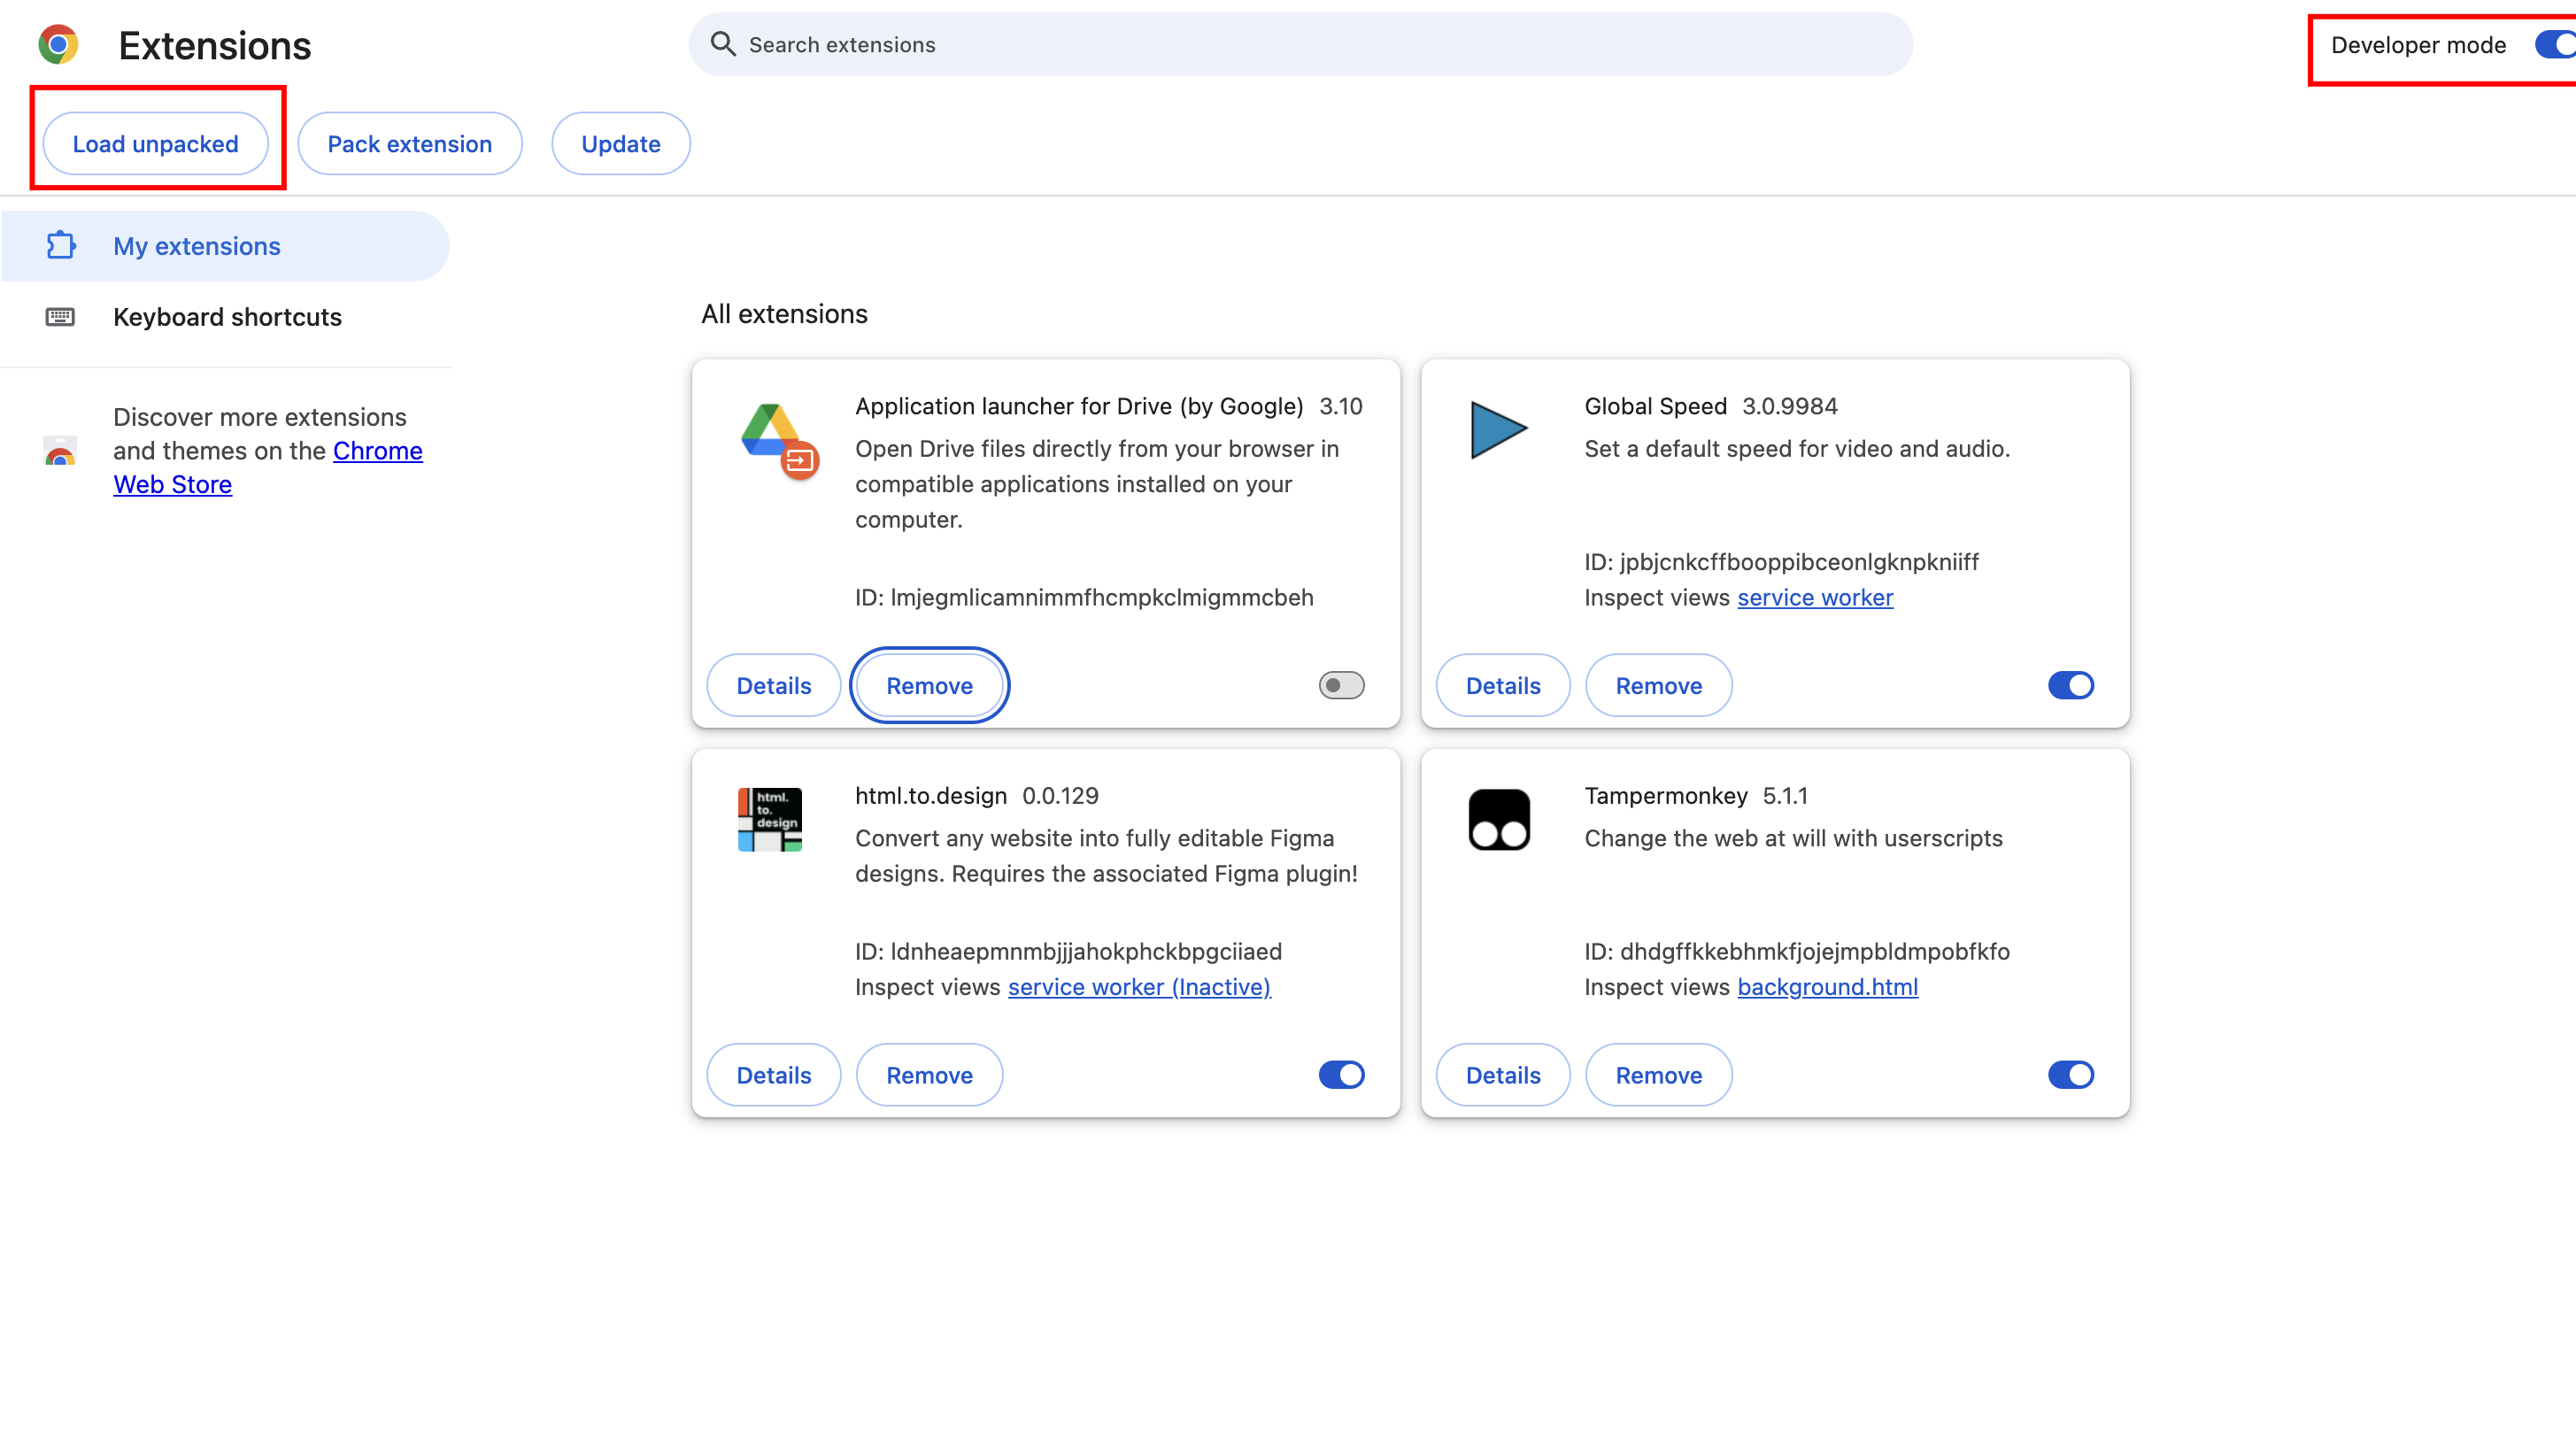 Extensions
Search extensions
Developer mode
Load unpacked
Pack extension
Update
My extensions
Keyboard shortcuts
Discover more extensions
and themes on the Chrome
Web Store
All extensions
Application launcher for Drive (by Google) 3.10
Open Drive files directly from your browser in
compatible applications installed on your
computer.
ID: lmjegmlicamnimmfhcmpkclmigmmcbeh
Details
Remove
Global Speed 3.0.9984
Set a default speed for video and audio.
ID: jpbjcnkcffbooppibceonlgknpkniiff
Inspect views service worker
Details
Remove
html.
to.
design
html.to.design 0.0.129
Convert any website into fully editable Figma
designs. Requires the associated Figma plugin!
ID: ldnheaepmnmbjjjahokphckbpgciiaed
Inspect views service worker (Inactive)
Details
Remove
Tampermonkey 5.1.1
Change the web at will with userscripts
ID: dhdgffkkebhmkfjojejmpbldmpobfkfo
Inspect views background.html
Details
Remove